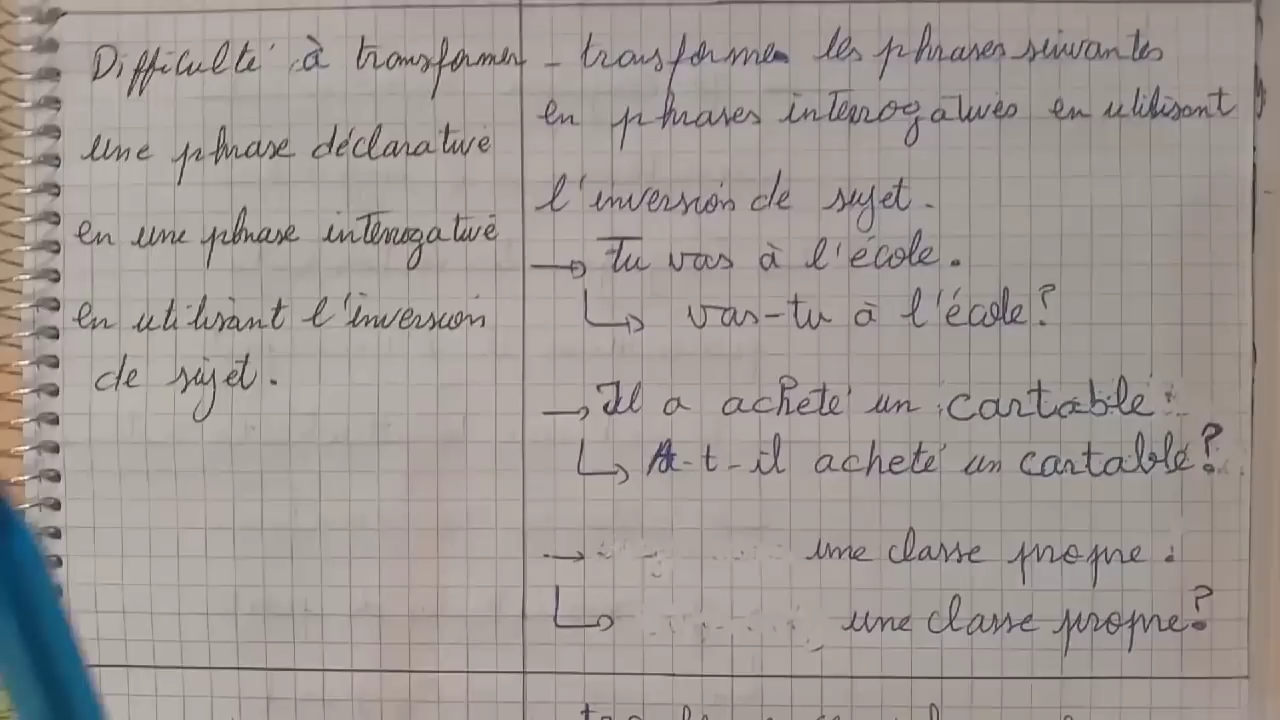 Difficulté à transformer
une phrase déclarative
en une phrase interrogative
en utilisant l'inversion
de sujet.
- transforme les phrases suivantes
en phrases interrogatives en utilisant
l'inversion de sujet.
→ Tu vas à l'école.
↳ vas-tu à l'école?
→ Il a acheté un cartable.
↳ A-t-il acheté un cartable?
→ une classe propre.
↳ une classe propre?